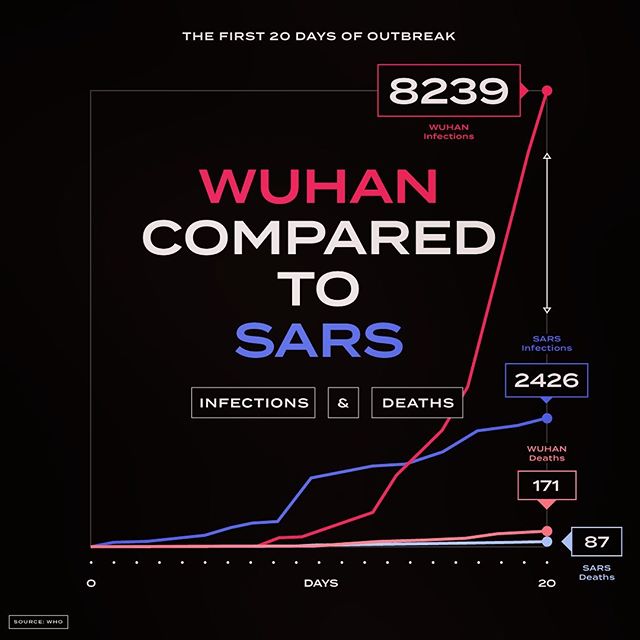 THE FIRST 20 DAYS OF OUTBREAK
8239
WUHAN
Infections
WUHAN
COMPARED
TO
SARS
INFECTIONS & DEATHS
SARS
Infections
2426
WUHAN
Deaths
171
87
SARS
Deaths
0 DAYS 20
SOURCE: WHO